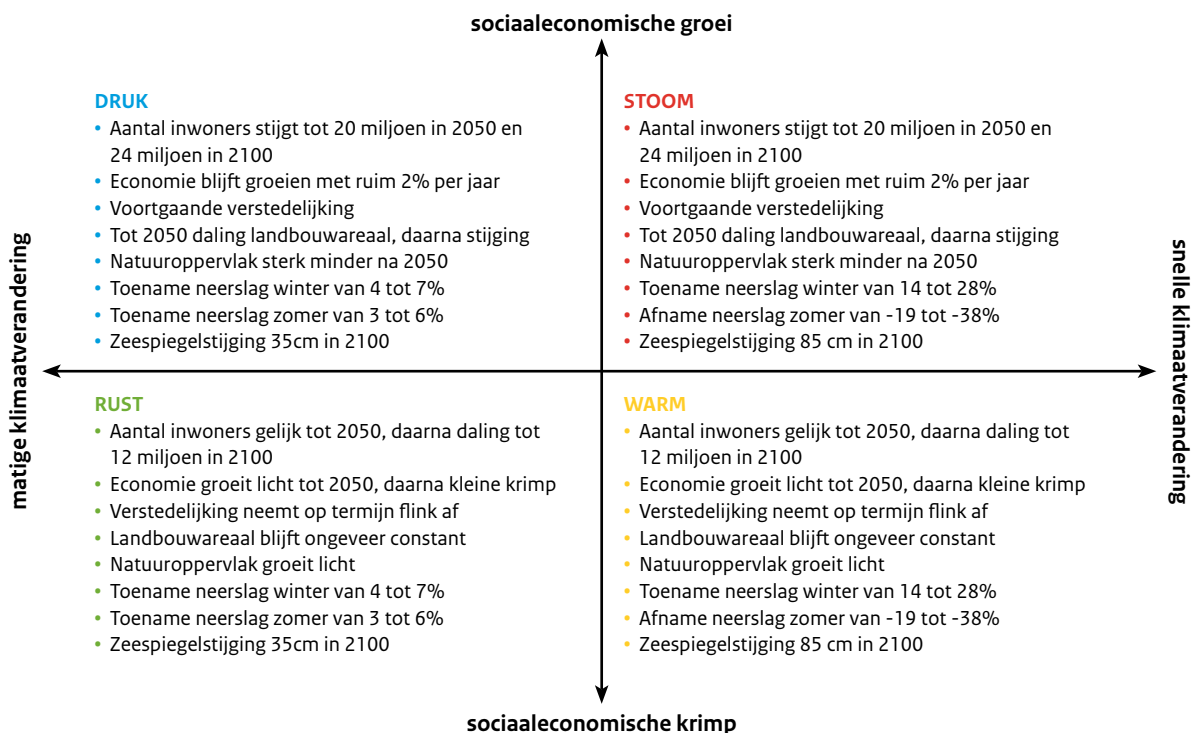 sociaaleconomische groei
DRUK
• Aantal inwoners stijgt tot 20 miljoen in 2050 en
24 miljoen in 2100
• Economie blijft groeien met ruim 2% per jaar
• Voortgaande verstedelijking
• Tot 2050 daling landbouwareaal, daarna stijging
• Natuuroppervlak sterk minder na 2050
• Toename neerslag winter van 4 tot 7%
• Toename neerslag zomer van 3 tot 6%
• Zeespiegelstijging 35cm in 2100
STOOM
• Aantal inwoners stijgt tot 20 miljoen in 2050 en
24 miljoen in 2100
• Economie blijft groeien met ruim 2% per jaar
• Voortgaande verstedelijking
• Tot 2050 daling landbouwareaal, daarna stijging
• Natuuroppervlak sterk minder na 2050
• Toename neerslag winter van 14 tot 28%
• Afname neerslag zomer van -19 tot -38%
• Zeespiegelstijging 85 cm in 2100
matige klimaatverandering
snelle klimaatverandering
RUST
• Aantal inwoners gelijk tot 2050, daarna daling tot
12 miljoen in 2100
• Economie groeit licht tot 2050, daarna kleine krimp
• Verstedelijking neemt op termijn flink af
• Landbouwareaal blijft ongeveer constant
• Natuuroppervlak groeit licht
• Toename neerslag winter van 4 tot 7%
• Toename neerslag zomer van 3 tot 6%
• Zeespiegelstijging 35cm in 2100
WARM
• Aantal inwoners gelijk tot 2050, daarna daling tot
12 miljoen in 2100
• Economie groeit licht tot 2050, daarna kleine krimp
• Verstedelijking neemt op termijn flink af
• Landbouwareaal blijft ongeveer constant
• Natuuroppervlak groeit licht
• Toename neerslag winter van 14 tot 28%
• Afname neerslag zomer van -19 tot -38%
• Zeespiegelstijging 85 cm in 2100
sociaaleconomische krimp